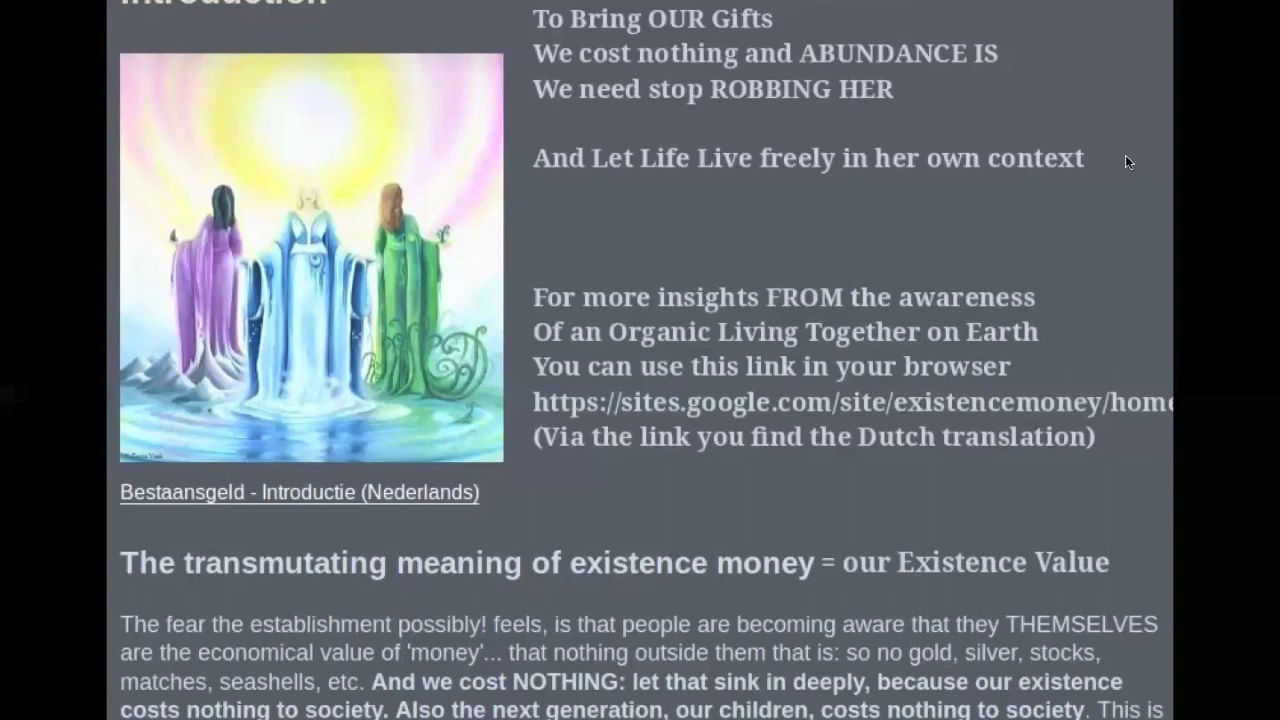 Introduction
To Bring OUR Gifts
We cost nothing and ABUNDANCE IS
We need stop ROBBING HER
And Let Life Live freely in her own context
For more insights FROM the awareness
Of an Organic Living Together on Earth
You can use this link in your browser
https://sites.google.com/site/existencemoney/home
(Via the link you find the Dutch translation)
Bestaansgeld - Introductie (Nederlands)
The transmutating meaning of existence money = our Existence Value
The fear the establishment possibly! feels, is that people are becoming aware that they THEMSELVES
are the economical value of 'money'... that nothing outside them that is: so no gold, silver, stocks,
matches, seashells, etc. And we cost NOTHING: let that sink in deeply, because our existence
costs nothing to society. Also the next generation, our children, costs nothing to society. This is